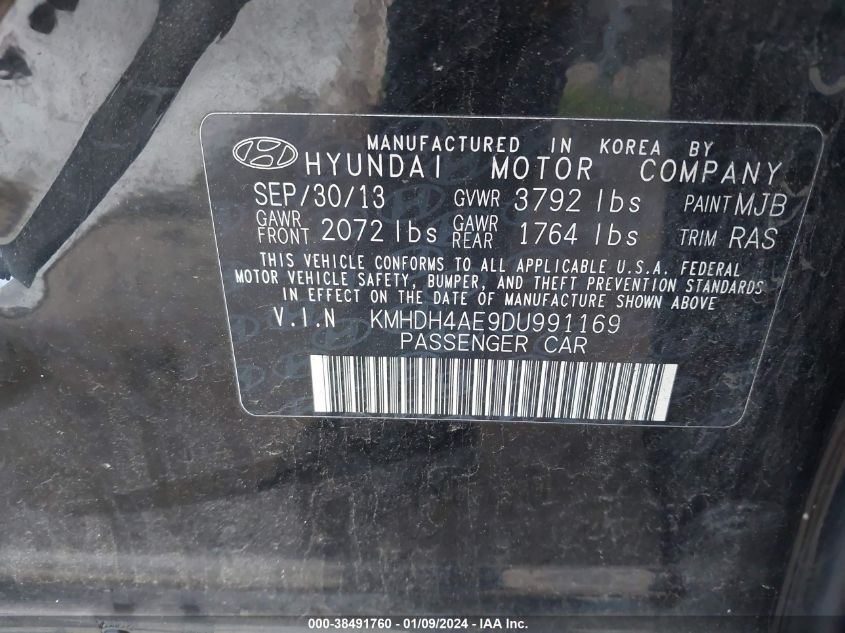 MANUFACTURED IN KOREA BY
HYUNDAI MOTOR COMPANY
SEP/30/13 GVWR 3792 lbs PAINT MJB
GAWR FRONT 2072 lbs GAWR REAR 1764 lbs TRIM RAS
THIS VEHICLE CONFORMS TO ALL APPLICABLE U.S.A. FEDERAL
MOTOR VEHICLE SAFETY, BUMPER, AND THEFT PREVENTION STANDARDS
IN EFFECT ON THE DATE OF MANUFACTURE SHOWN ABOVE
V.I.N KMHDH4AE9DU991169
PASSENGER CAR
000-38491760 - 01/09/2024 - IAA Inc.